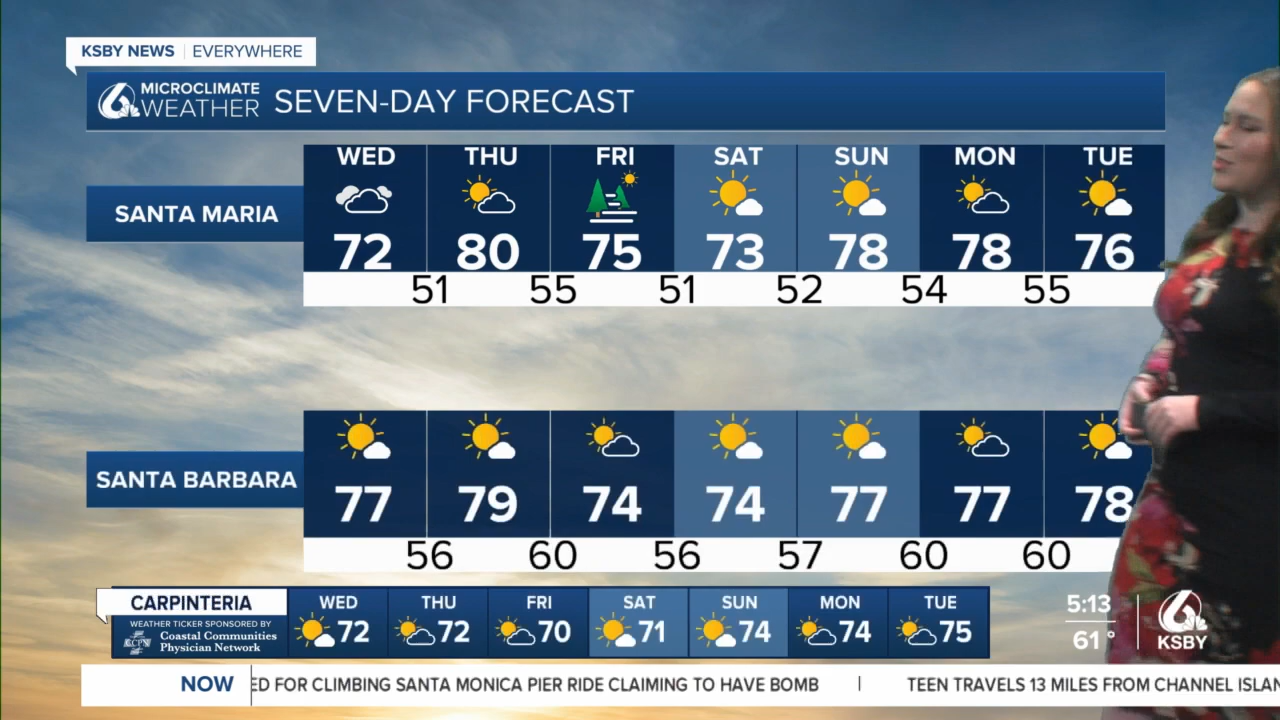 KSBY NEWS | EVERYWHERE
6 MICROCLIMATE WEATHER SEVEN-DAY FORECAST
WED THU FRI SAT SUN MON TUE
SANTA MARIA
72 80 75 73 78 78 76
51 55 51 52 54 55
SANTA BARBARA
77 79 74 74 77 77 78
56 60 56 57 60 60
CARPINTERIA
WEATHER TICKER SPONSORED BY
CCPN Coastal Communities
Physician Network
WED THU FRI SAT SUN MON TUE
72 72 70 71 74 74 75
5:13
61°
6
KSBY
NOW ED FOR CLIMBING SANTA MONICA PIER RIDE CLAIMING TO HAVE BOMB | TEEN TRAVELS 13 MILES FROM CHANNEL ISLAN